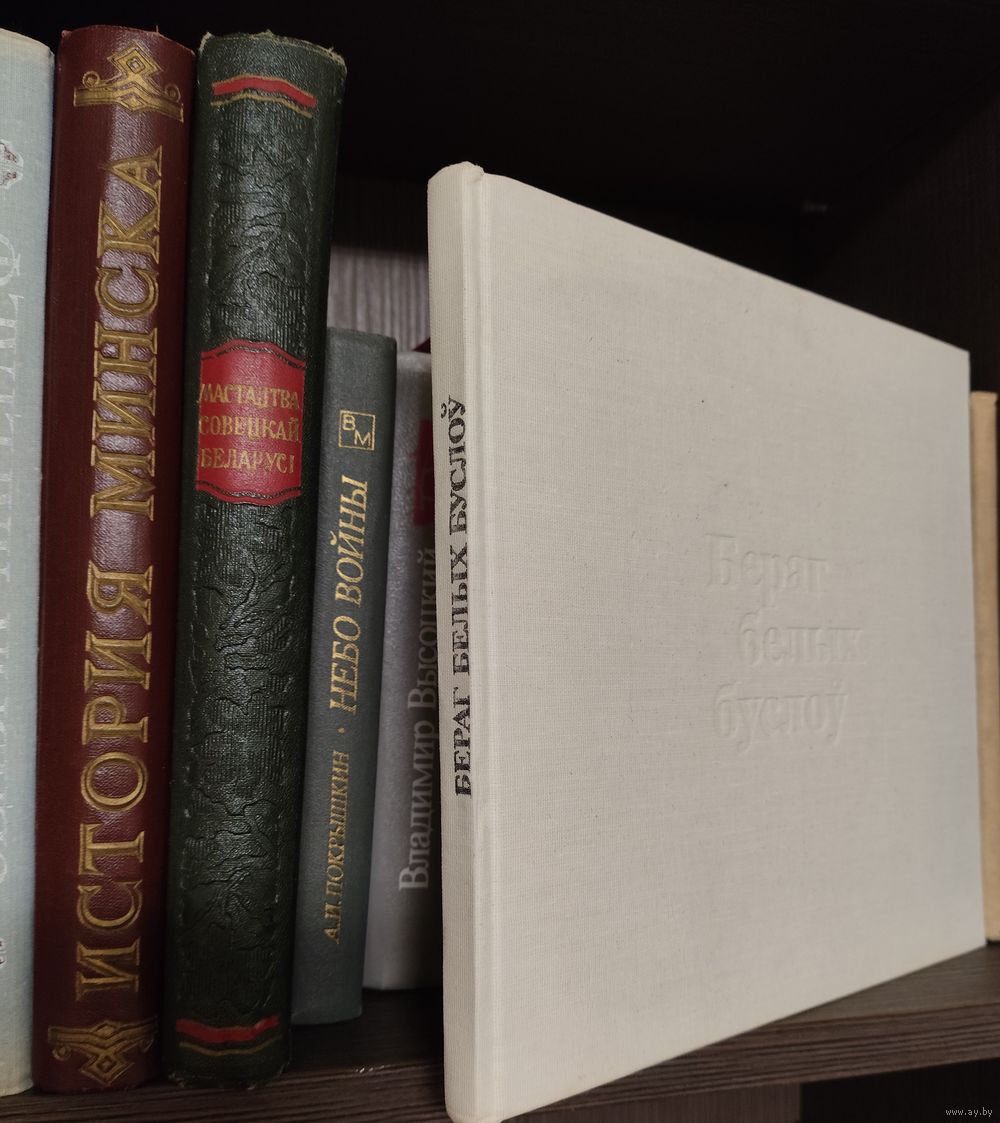 ИСТОРИЯ МИНСКА
МАСТАЦТВА
СОВЕЦКАЙ
БЕЛАРУСІ
ВМ
А.И. ПОКРЫШКИН · НЕБО ВОЙНЫ
Владимир Высоцкий
БЕРАГ БЕЛЫХ БУСЛОЎ
Бераг
белых
буслоў
www.ay.by